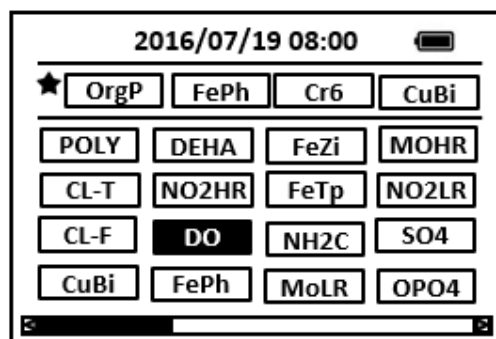 2016/07/19 08:00
OrgP FePh Cr6 CuBi
POLY DEHA FeZi MOHR
CL-T NO2HR FeTp NO2LR
CL-F DO NH2C SO4
CuBi FePh MoLR OPO4